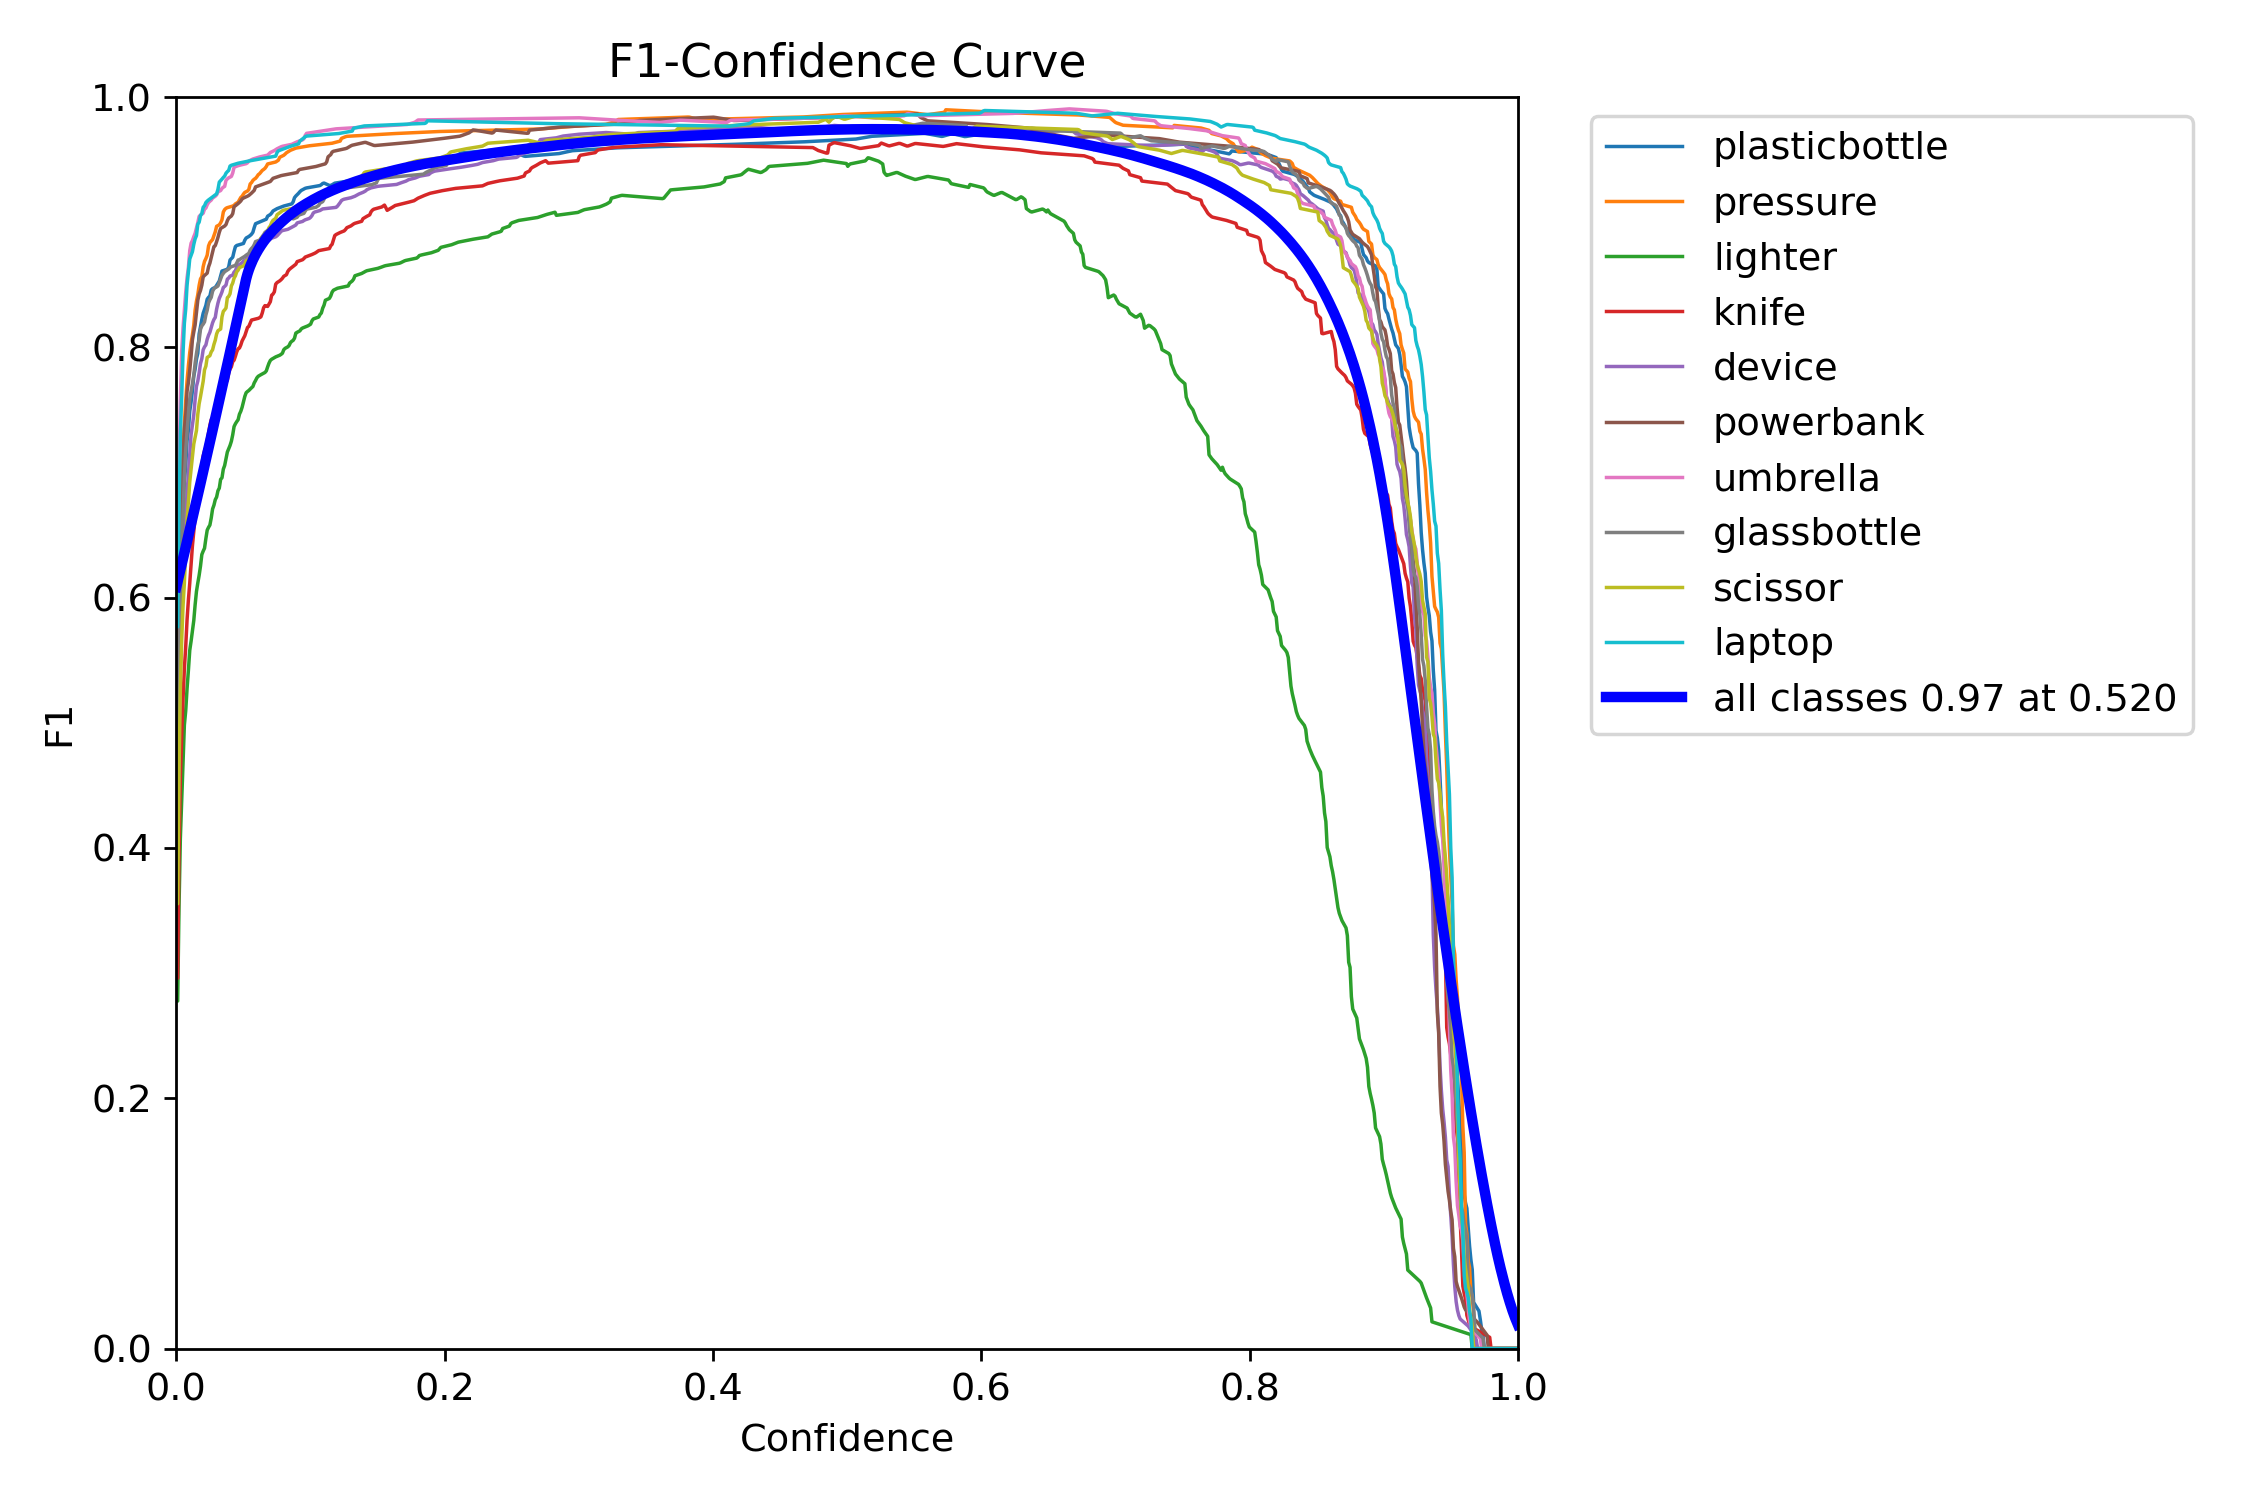 F1-Confidence Curve
1.0
0.8
0.6
0.4
0.2
0.0
F1
0.0 0.2 0.4 0.6 0.8 1.0
Confidence
plasticbottle
pressure
lighter
knife
device
powerbank
umbrella
glassbottle
scissor
laptop
all classes 0.97 at 0.520